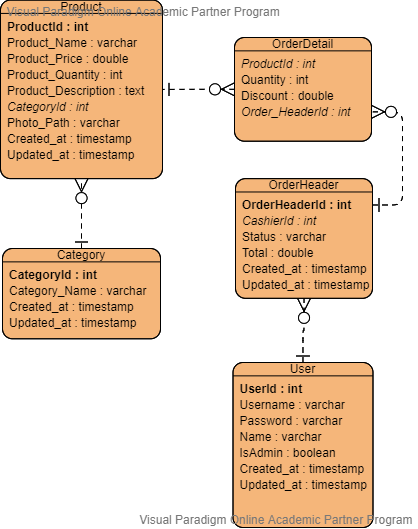 Visual Paradigm Online Academic Partner Program
Product
ProductId : int
Product_Name : varchar
Product_Price : double
Product_Quantity : int
Product_Description : text
CategoryId : int
Photo_Path : varchar
Created_at : timestamp
Updated_at : timestamp
OrderDetail
ProductId : int
Quantity : int
Discount : double
Order_HeaderId : int
OrderHeader
OrderHeaderId : int
CashierId : int
Status : varchar
Total : double
Created_at : timestamp
Updated_at : timestamp
Category
CategoryId : int
Category_Name : varchar
Created_at : timestamp
Updated_at : timestamp
User
UserId : int
Username : varchar
Password : varchar
Name : varchar
IsAdmin : boolean
Created_at : timestamp
Updated_at : timestamp
Visual Paradigm Online Academic Partner Program